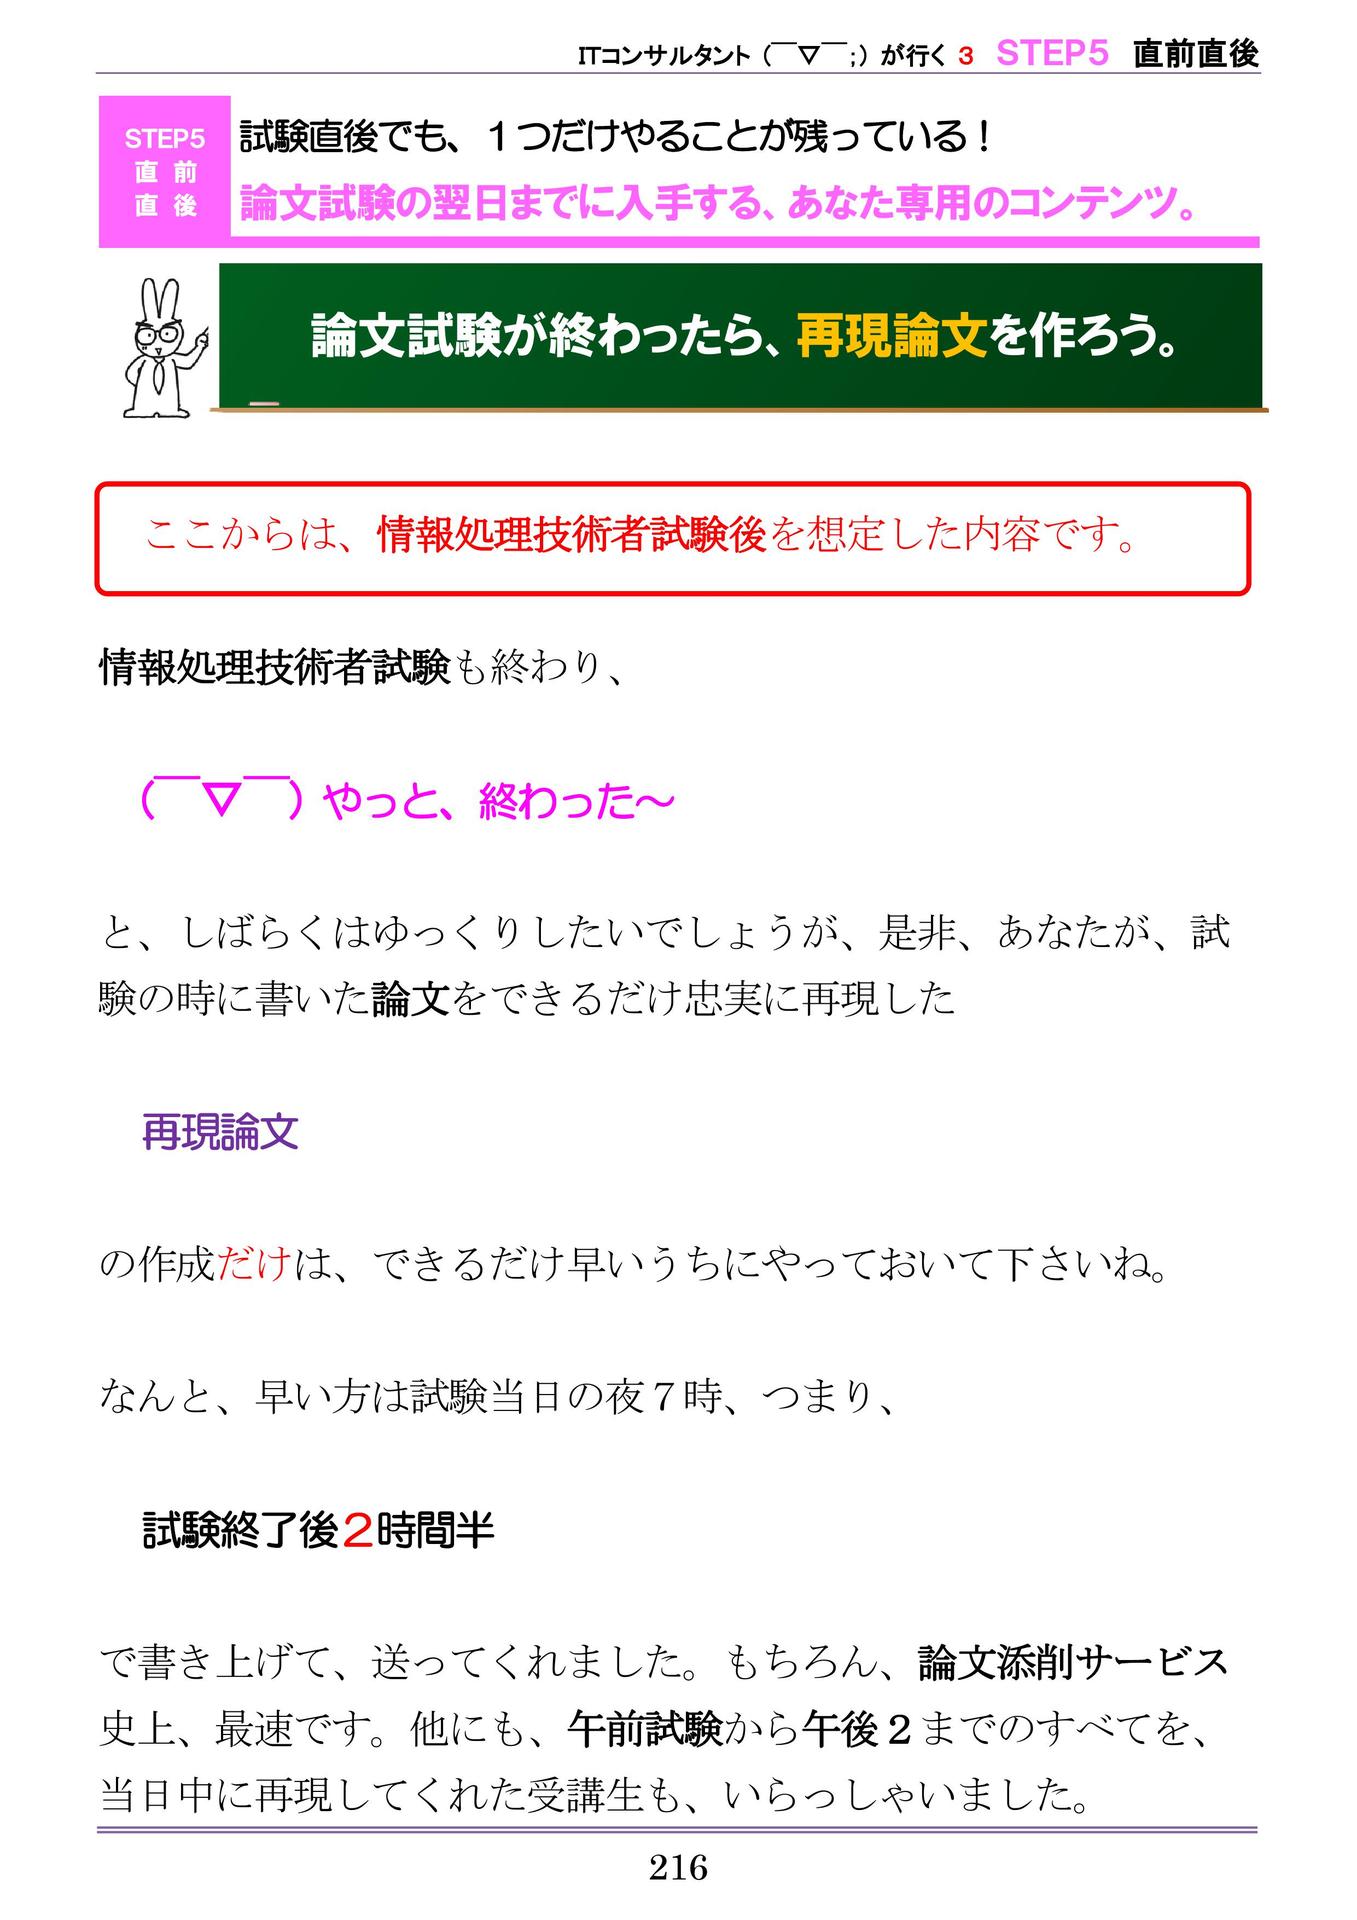 ITコンサルタント（￣▽￣;）が行く 3 STEP5 直前直後
STEP5
直 前
直 後
試験直後でも、１つだけやることが残っている！
論文試験の翌日までに入手する、あなた専用のコンテンツ。
論文試験が終わったら、再現論文を作ろう。
ここからは、情報処理技術者試験後を想定した内容です。
情報処理技術者試験も終わり、
（￣▽￣）やっと、終わった～
と、しばらくはゆっくりしたいでしょうが、是非、あなたが、試
験の時に書いた論文をできるだけ忠実に再現した
再現論文
の作成だけは、できるだけ早いうちにやっておいて下さいね。
なんと、早い方は試験当日の夜７時、つまり、
試験終了後２時間半
で書き上げて、送ってくれました。もちろん、論文添削サービス
史上、最速です。他にも、午前試験から午後２までのすべてを、
当日中に再現してくれた受講生も、いらっしゃいました。
216